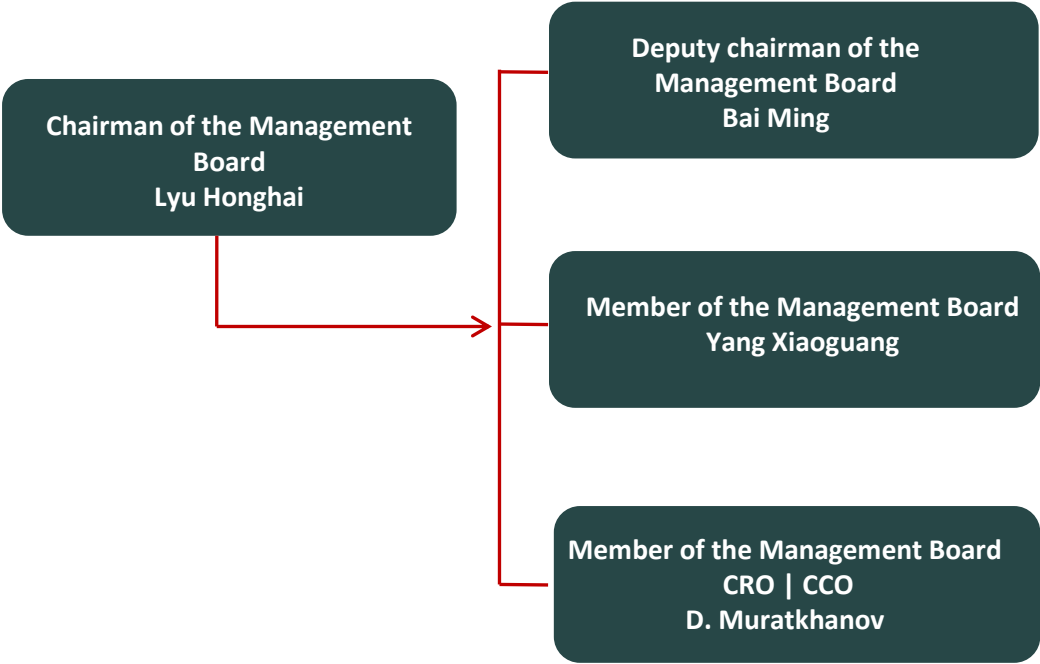 Chairman of the Management
Board
Lyu Honghai
Deputy chairman of the
Management Board
Bai Ming
Member of the Management Board
Yang Xiaoguang
Member of the Management Board
CRO | CCO
D. Muratkhanov